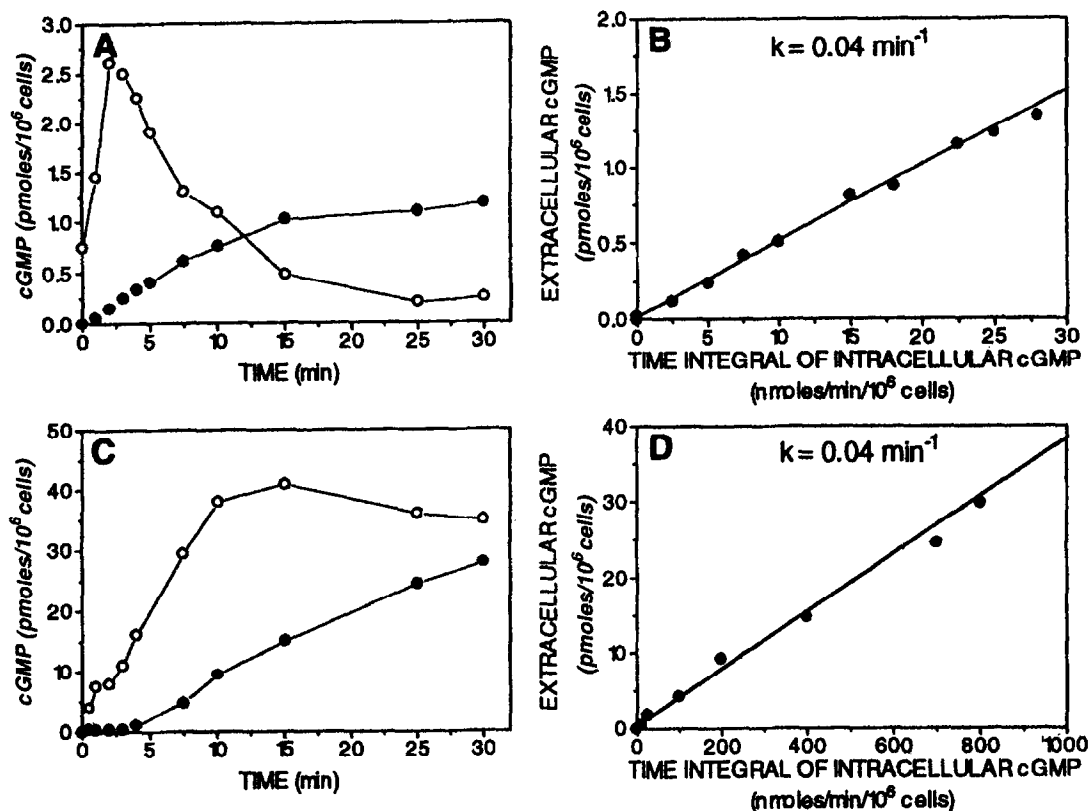 A
3.0
2.5
2.0
1.5
1.0
0.5
0.0
cGMP (pmoles/10⁶ cells)
0 5 10 15 20 25 30
TIME (min)
B
k = 0.04 min⁻¹
2.0
1.5
1.0
0.5
0.0
EXTRACELLULAR cGMP
(pmoles/10⁶ cells)
0 5 10 15 20 25 30
TIME INTEGRAL OF INTRACELLULAR cGMP
(nmoles/min/10⁶ cells)
C
50
40
30
20
10
0
cGMP (pmoles/10⁶ cells)
0 5 10 15 20 25 30
TIME (min)
D
k = 0.04 min⁻¹
40
30
20
10
0
EXTRACELLULAR cGMP
(pmoles/10⁶ cells)
0 200 400 600 800 1000
TIME INTEGRAL OF INTRACELLULAR cGMP
(nmoles/min/10⁶ cells)